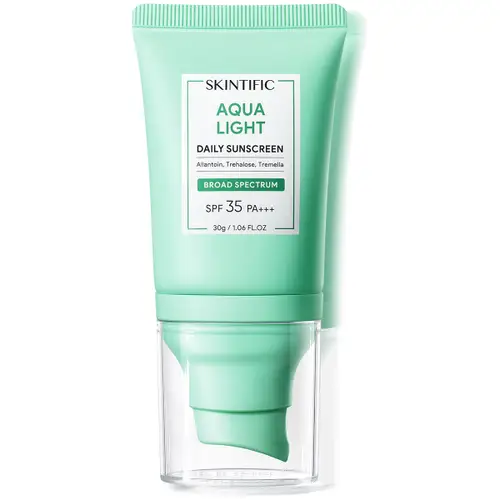 SKINTIFIC
AQUA
LIGHT
DAILY SUNSCREEN
Allantoin, Trehalose, Tremella
BROAD SPECTRUM
SPF 35 PA+++
30g / 1.06 FL.OZ